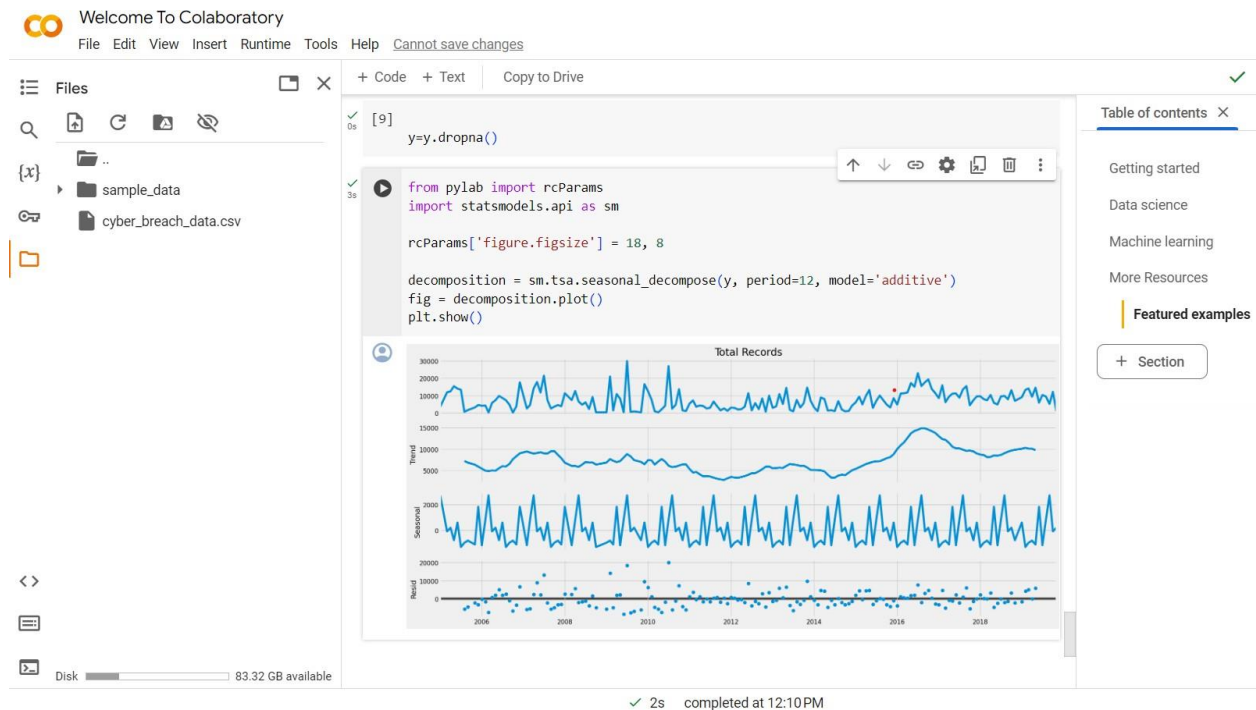 Welcome To Colaboratory
File Edit View Insert Runtime Tools Help Cannot save changes
Files
{x}
..
sample_data
cyber_breach_data.csv
<>
Disk 83.32 GB available
+ Code + Text Copy to Drive
[9]
0s
y=y.dropna()
3s
from pylab import rcParams
import statsmodels.api as sm
rcParams['figure.figsize'] = 18, 8
decomposition = sm.tsa.seasonal_decompose(y, period=12, model='additive')
fig = decomposition.plot()
plt.show()
Total Records
30000
20000
10000
0
15000
10000
5000
Trend
2000
0
Seasonal
20000
10000
0
Resid
2006 2008 2010 2012 2014 2016 2018
Table of contents
Getting started
Data science
Machine learning
More Resources
Featured examples
+ Section
2s completed at 12:10 PM